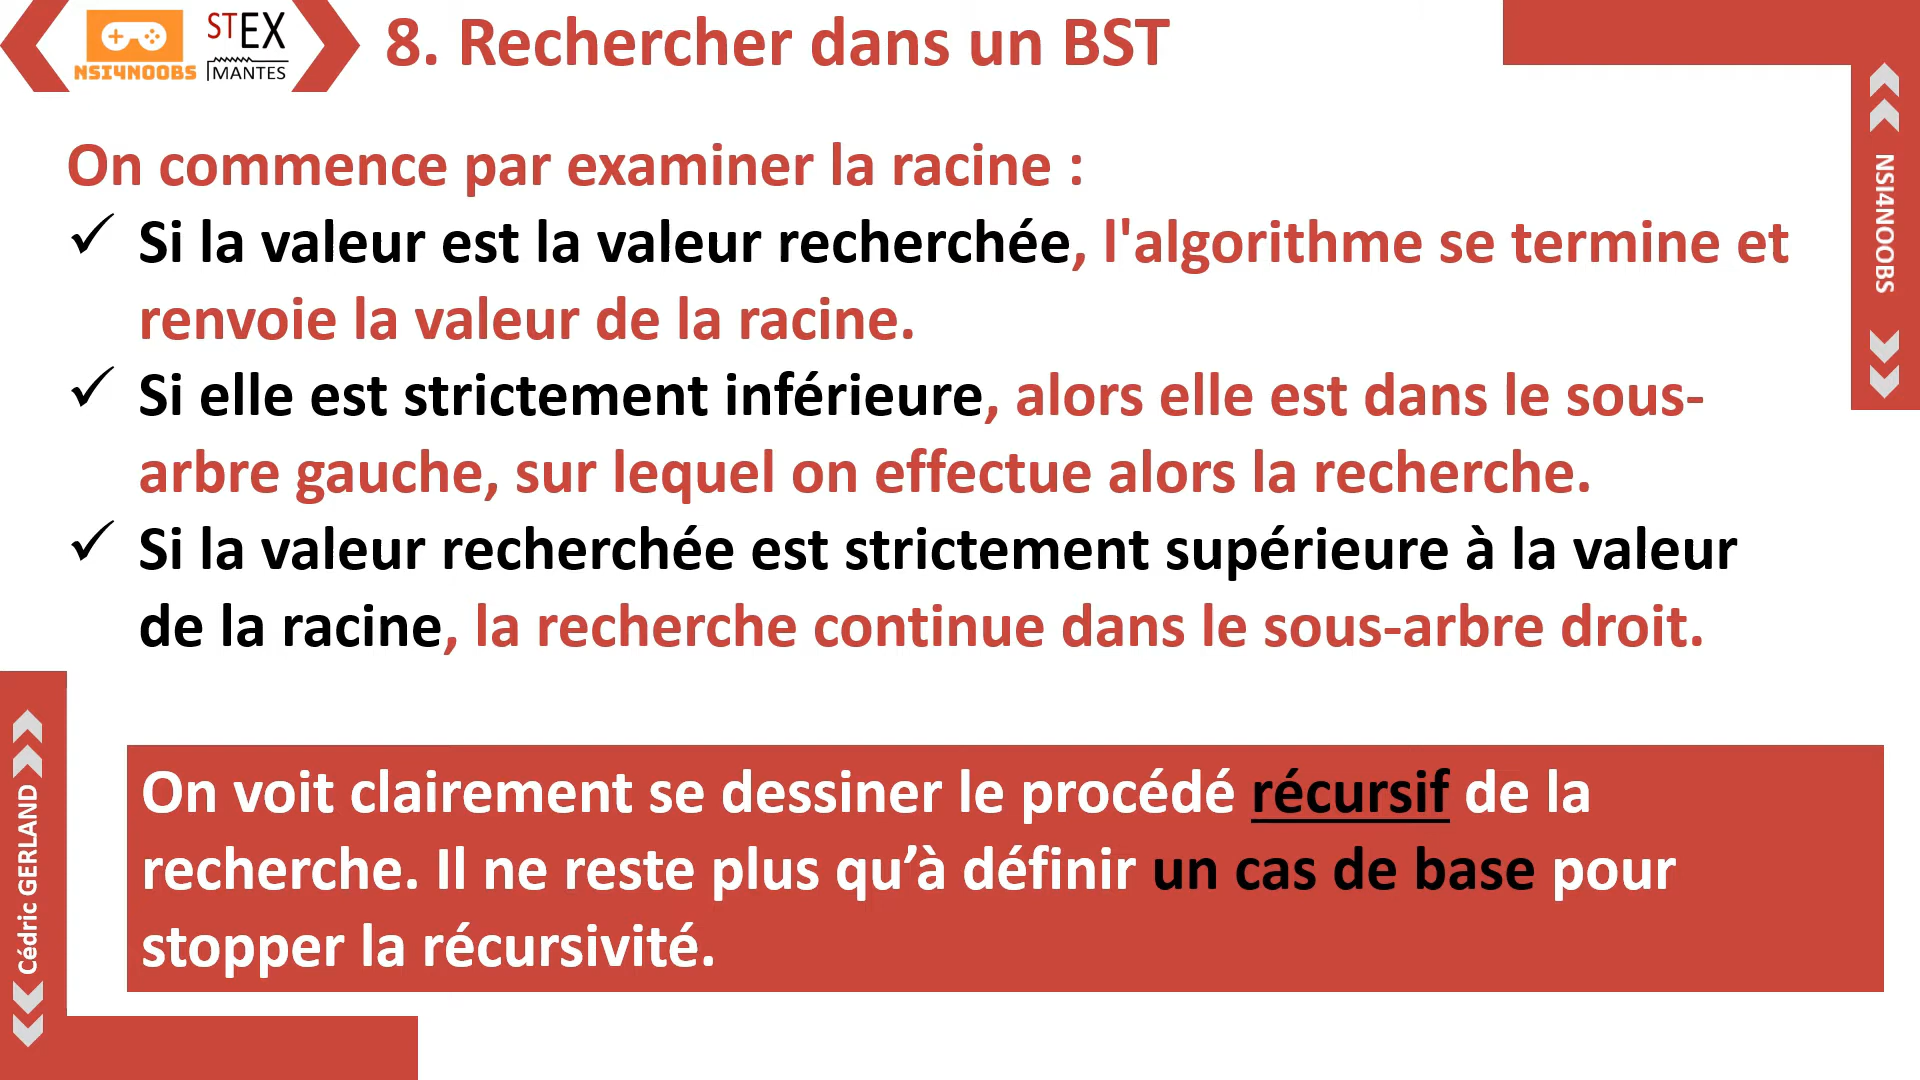 NSI4NOOBS
STEX
MANTES
8. Rechercher dans un BST
On commence par examiner la racine :
✓ Si la valeur est la valeur recherchée, l'algorithme se termine et
renvoie la valeur de la racine.
✓ Si elle est strictement inférieure, alors elle est dans le sous-
arbre gauche, sur lequel on effectue alors la recherche.
✓ Si la valeur recherchée est strictement supérieure à la valeur
de la racine, la recherche continue dans le sous-arbre droit.
On voit clairement se dessiner le procédé récursif de la
recherche. Il ne reste plus qu’à définir un cas de base pour
stopper la récursivité.
NSI4NOOBS
Cédric GERLAND